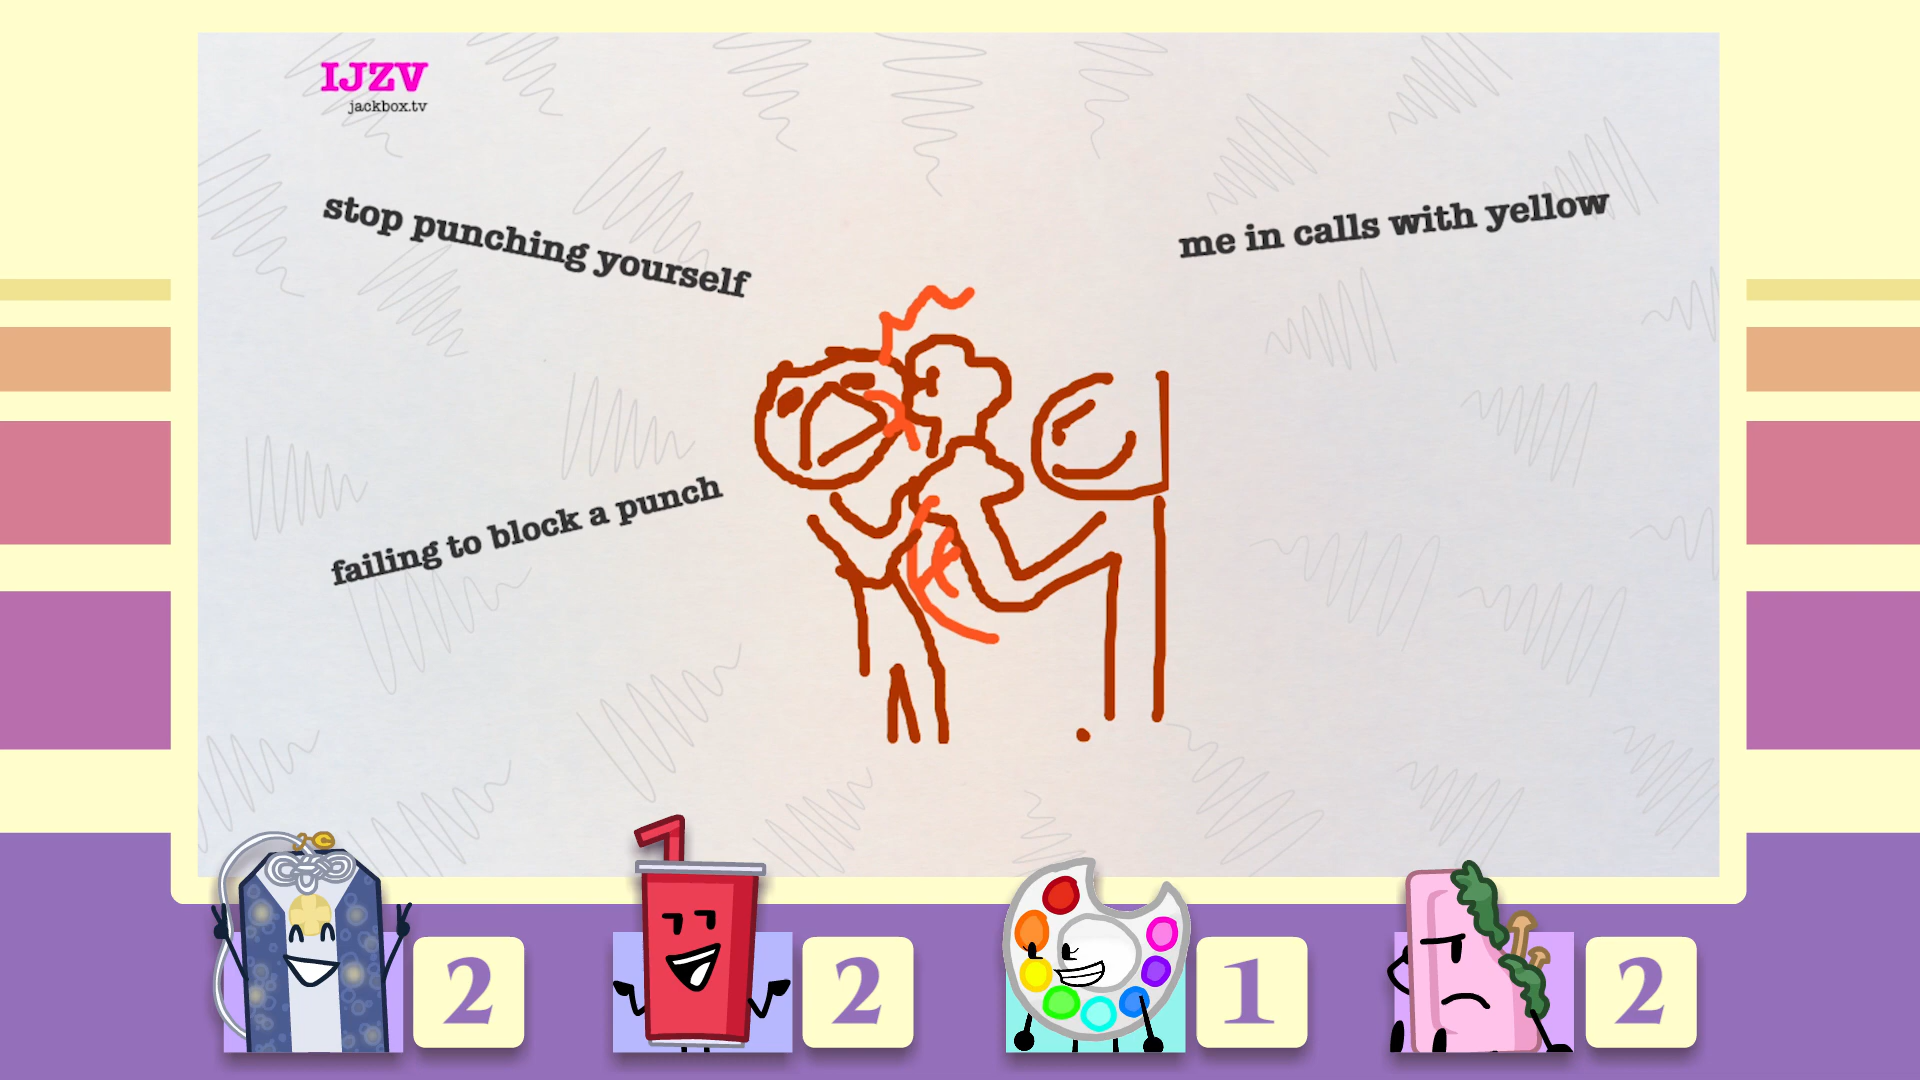 IJZV
jackbox.tv
stop punching yourself
me in calls with yellow
failing to block a punch
2
2
1
2